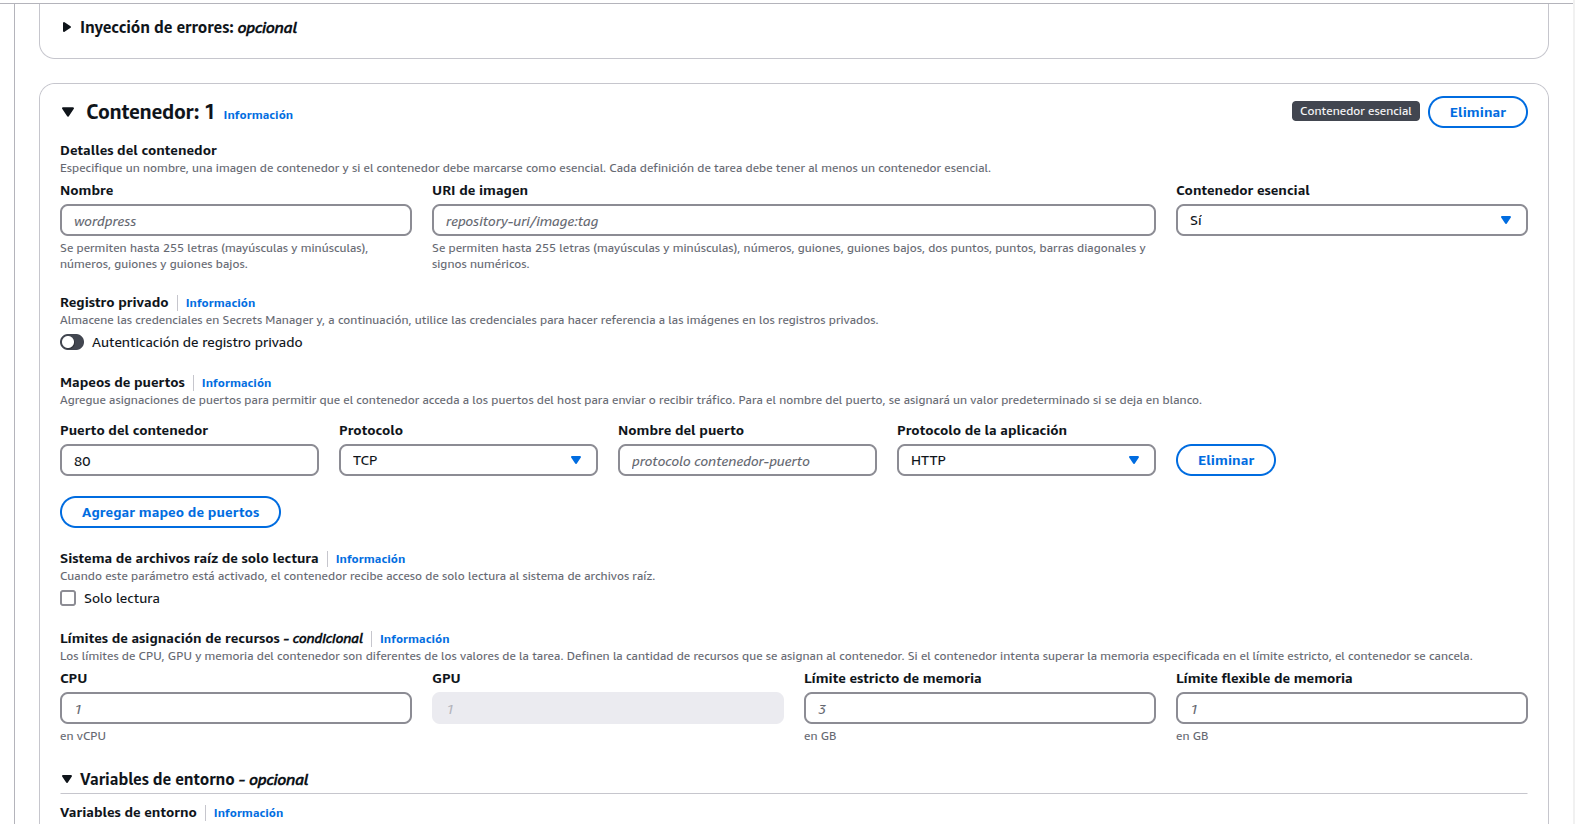 Inyección de errores: opcional
Contenedor: 1 Información
Contenedor esencial Eliminar
Detalles del contenedor
Especifique un nombre, una imagen de contenedor y si el contenedor debe marcarse como esencial. Cada definición de tarea debe tener al menos un contenedor esencial.
Nombre URI de imagen Contenedor esencial
wordpress repository-uri/image:tag Sí
Se permiten hasta 255 letras (mayúsculas y minúsculas), números, guiones y guiones bajos.
Se permiten hasta 255 letras (mayúsculas y minúsculas), números, guiones, guiones bajos, dos puntos, puntos, barras diagonales y signos numéricos.
Registro privado Información
Almacene las credenciales en Secrets Manager y, a continuación, utilice las credenciales para hacer referencia a las imágenes en los registros privados.
Autenticación de registro privado
Mapeos de puertos Información
Agregue asignaciones de puertos para permitir que el contenedor acceda a los puertos del host para enviar o recibir tráfico. Para el nombre del puerto, se asignará un valor predeterminado si se deja en blanco.
Puerto del contenedor Protocolo Nombre del puerto Protocolo de la aplicación
80 TCP protocolo contenedor-puerto HTTP Eliminar
Agregar mapeo de puertos
Sistema de archivos raíz de solo lectura Información
Cuando este parámetro está activado, el contenedor recibe acceso de solo lectura al sistema de archivos raíz.
Solo lectura
Límites de asignación de recursos - condicional Información
Los límites de CPU, GPU y memoria del contenedor son diferentes de los valores de la tarea. Definen la cantidad de recursos que se asignan al contenedor. Si el contenedor intenta superar la memoria especificada en el límite estricto, el contenedor se cancela.
CPU GPU Límite estricto de memoria Límite flexible de memoria
1 1 3 1
en vCPU en GB en GB
Variables de entorno - opcional
Variables de entorno Información